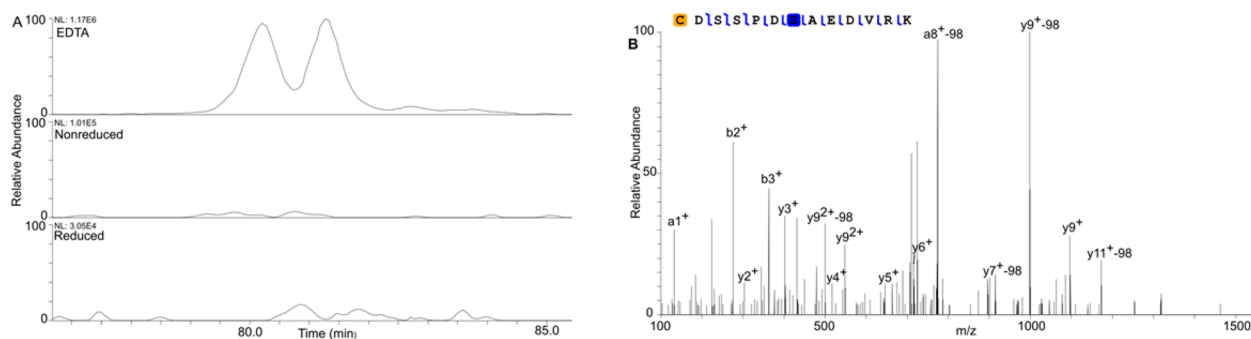 A
100
NL: 1.17E6
EDTA
0
100
NL: 1.01E5
Nonreduced
0
100
NL: 3.05E4
Reduced
0
Relative Abundance
80.0
Time (min)
85.0
B
C D S S P D S A E D V R K
100
50
0
Relative Abundance
a1+
b2+
y2+
b3+
y3+
y9²⁺-98
y4+
y9²⁺
y5+
y6+
a8+-98
y7+-98
y9+-98
y9+
y11+-98
100
500
m/z
1000
1500